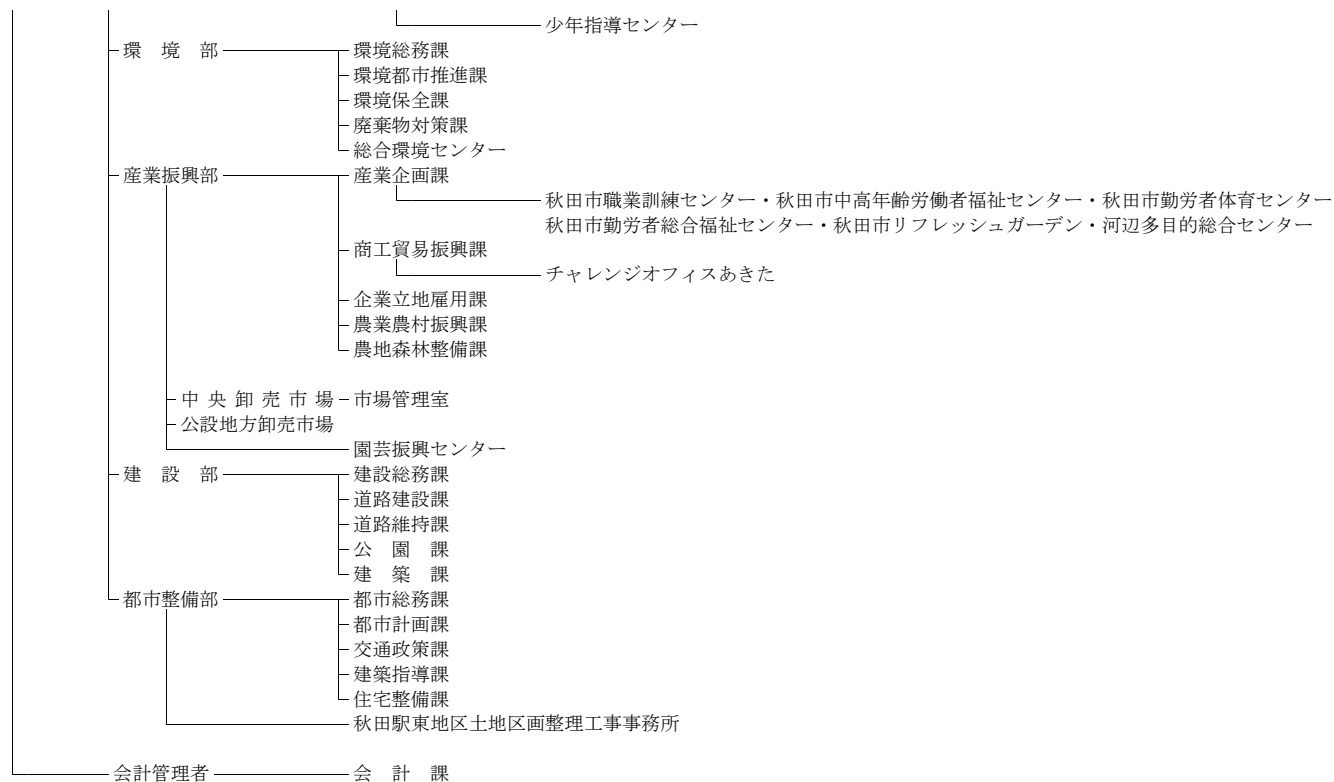 少年指導センター
環境部 環境総務課
環境都市推進課
環境保全課
廃棄物対策課
総合環境センター
産業振興部 産業企画課
秋田市職業訓練センター・秋田市中高年齢労働者福祉センター・秋田市勤労者体育センター
秋田市勤労者総合福祉センター・秋田市リフレッシュガーデン・河辺多目的総合センター
商工貿易振興課
チャレンジオフィスあきた
企業立地雇用課
農業農村振興課
農地森林整備課
中央卸売市場 市場管理室
公設地方卸売市場
園芸振興センター
建設部 建設総務課
道路建設課
道路維持課
公園課
建築課
都市整備部 都市総務課
都市計画課
交通政策課
建築指導課
住宅整備課
秋田駅東地区土地区画整理工事事務所
会計管理者 会計課